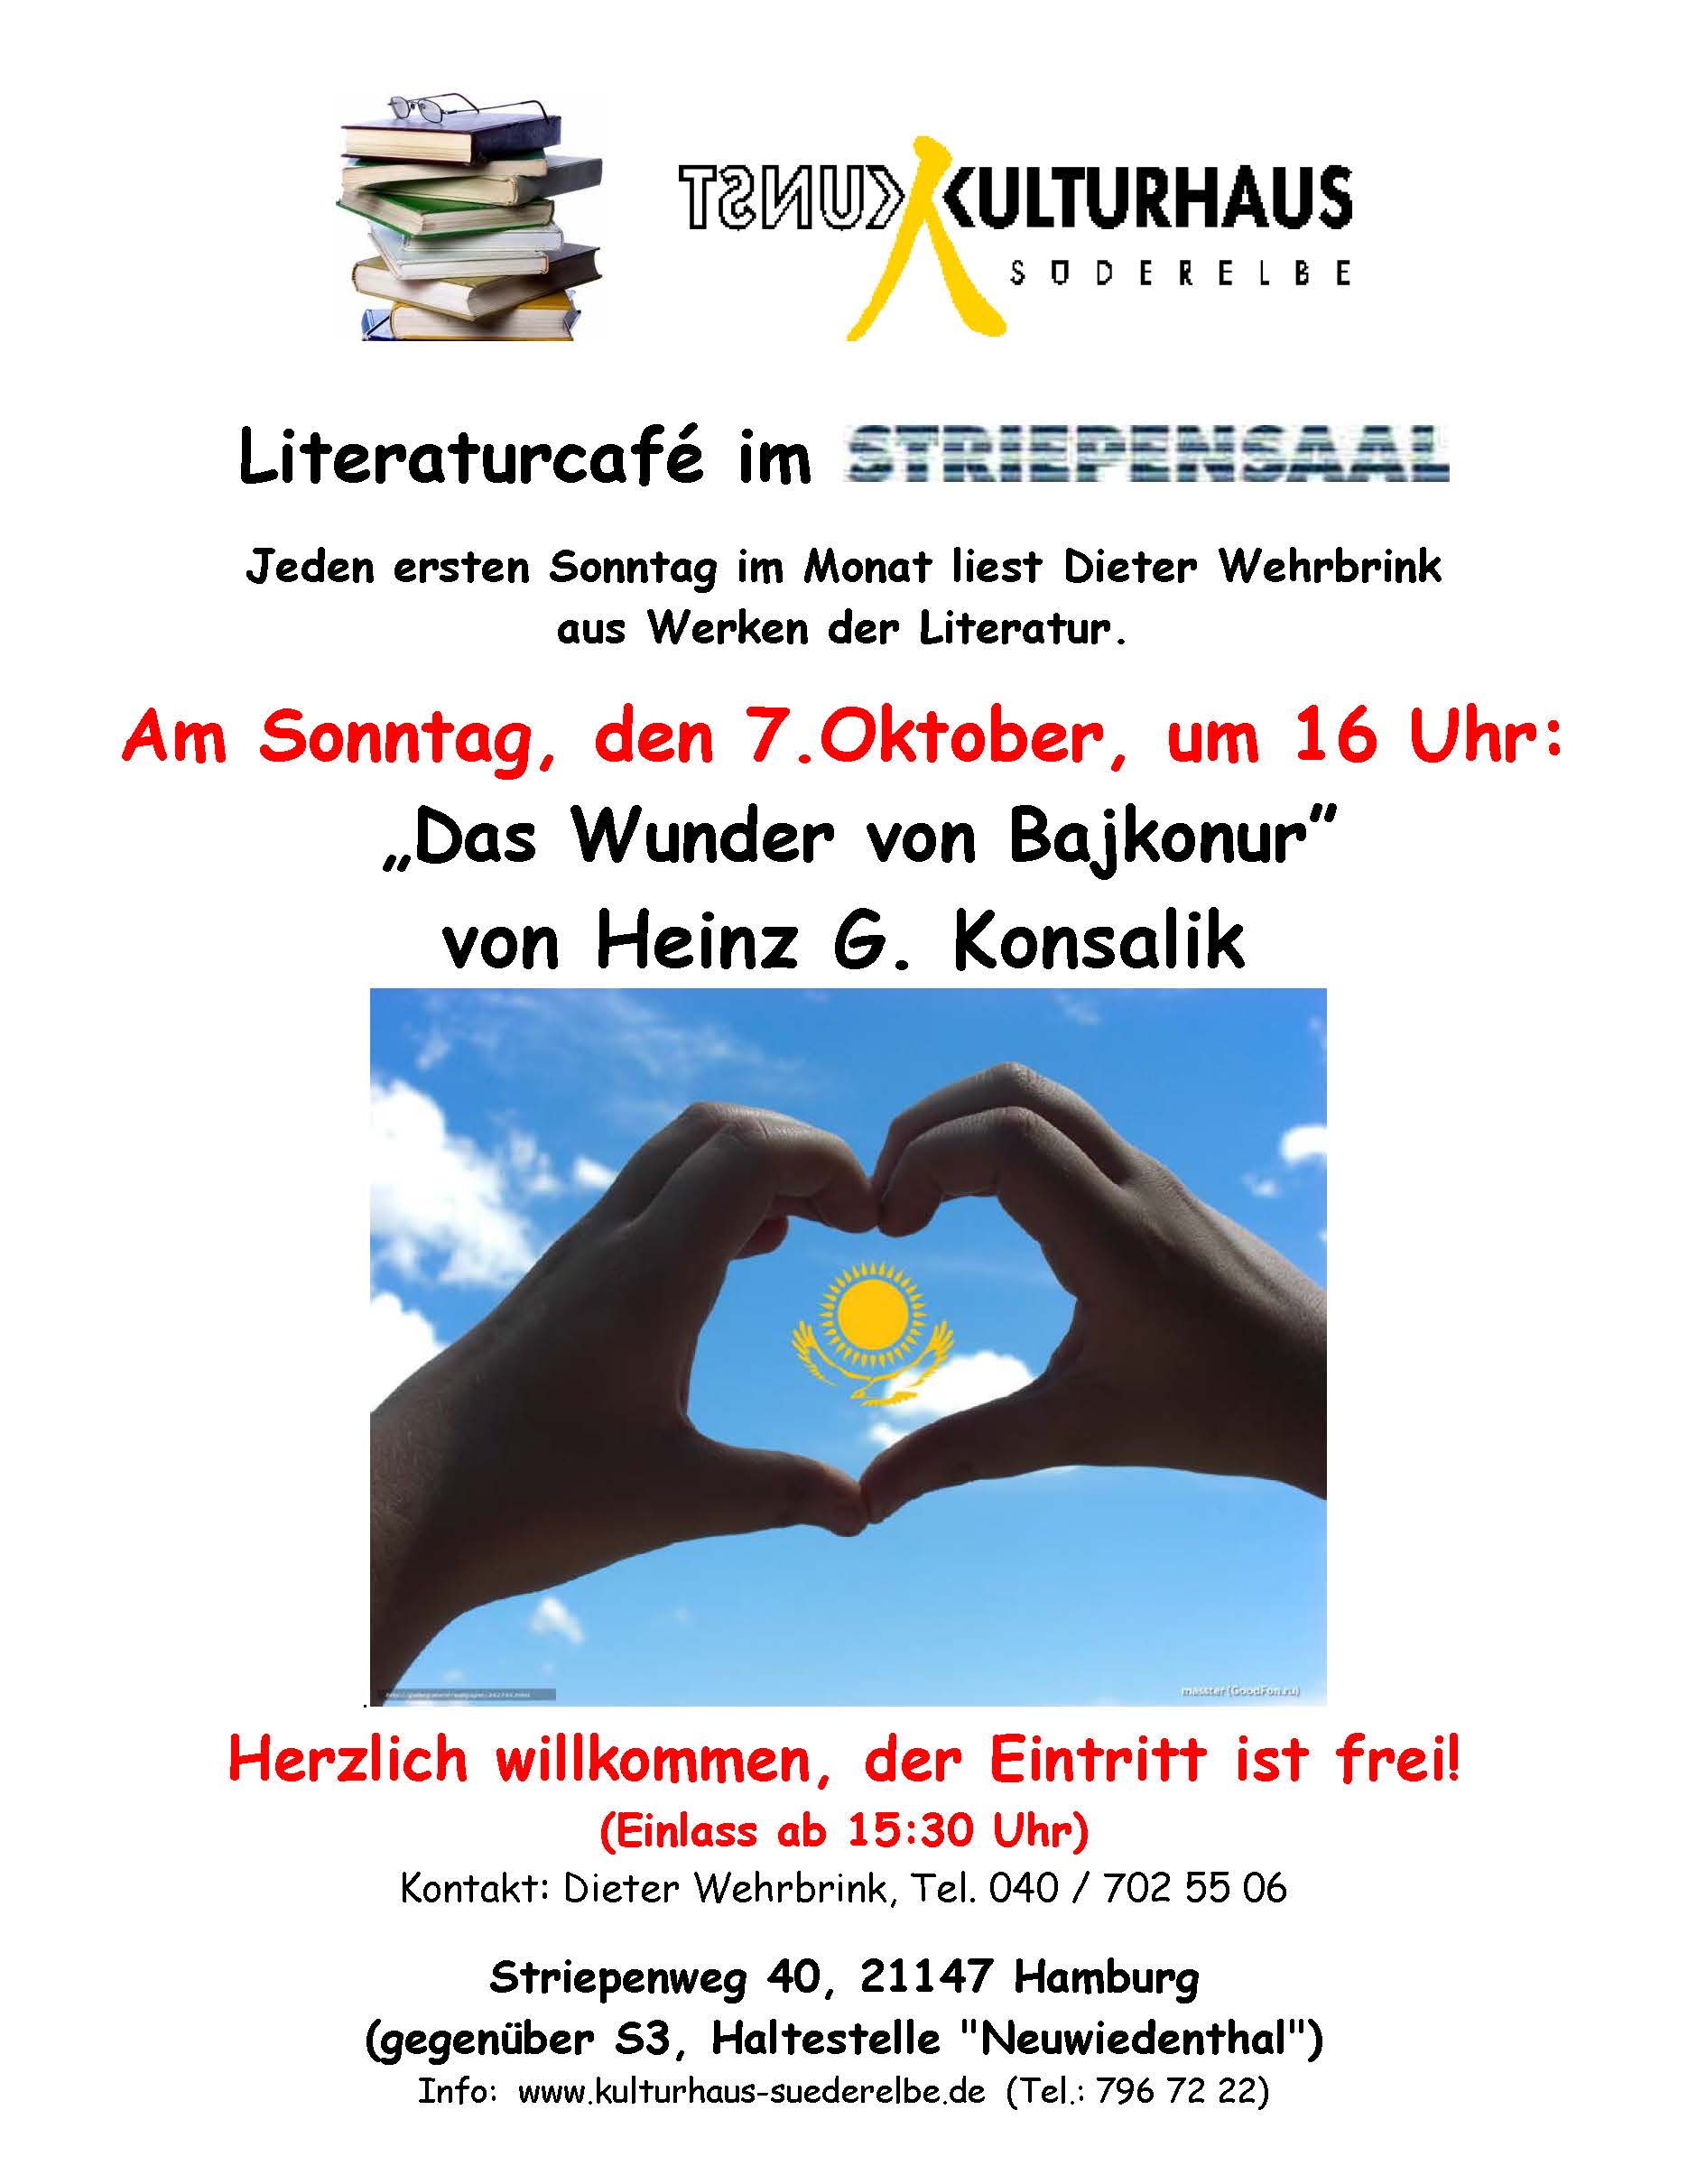 KUNST KULTURHAUS
SÜDERELBE
Literaturcafé im STRIEPENSAAL
Jeden ersten Sonntag im Monat liest Dieter Wehrbrink
aus Werken der Literatur.
Am Sonntag, den 7.Oktober, um 16 Uhr:
„Das Wunder von Bajkonur”
von Heinz G. Konsalik
masster (GoodFon.ru)
Herzlich willkommen, der Eintritt ist frei!
(Einlass ab 15:30 Uhr)
Kontakt: Dieter Wehrbrink, Tel. 040 / 702 55 06
Striepenweg 40, 21147 Hamburg
(gegenüber S3, Haltestelle "Neuwiedenthal")
Info: www.kulturhaus-suederelbe.de (Tel.: 796 72 22)